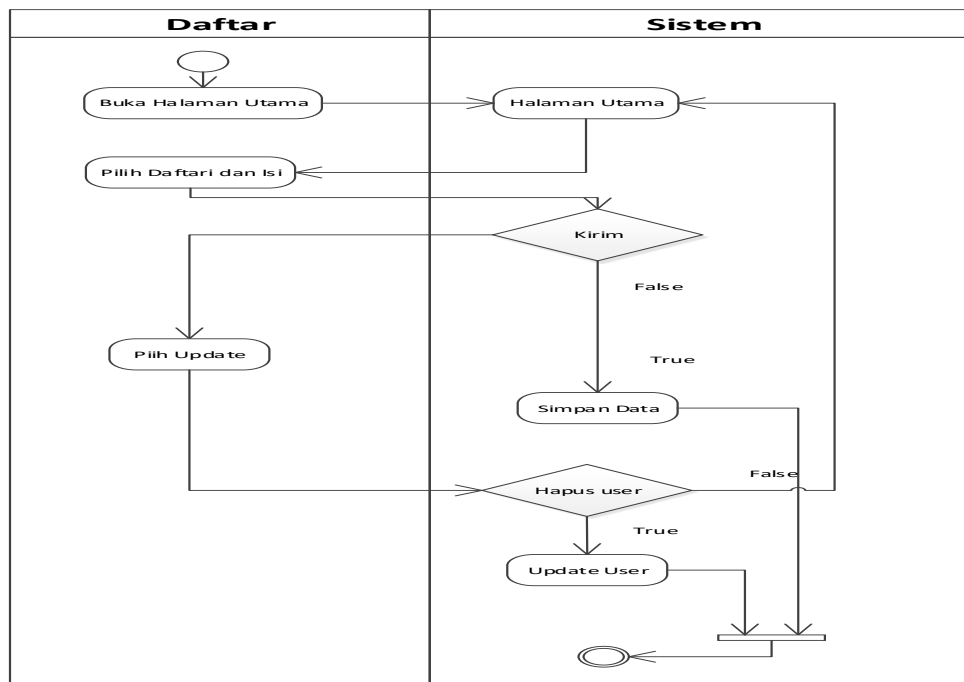 Daftar
Sistem
Buka Halaman Utama
Halaman Utama
Pilih Daftari dan Isi
Kirim
False
Piih Update
True
Simpan Data
False
Hapus user
True
Update User